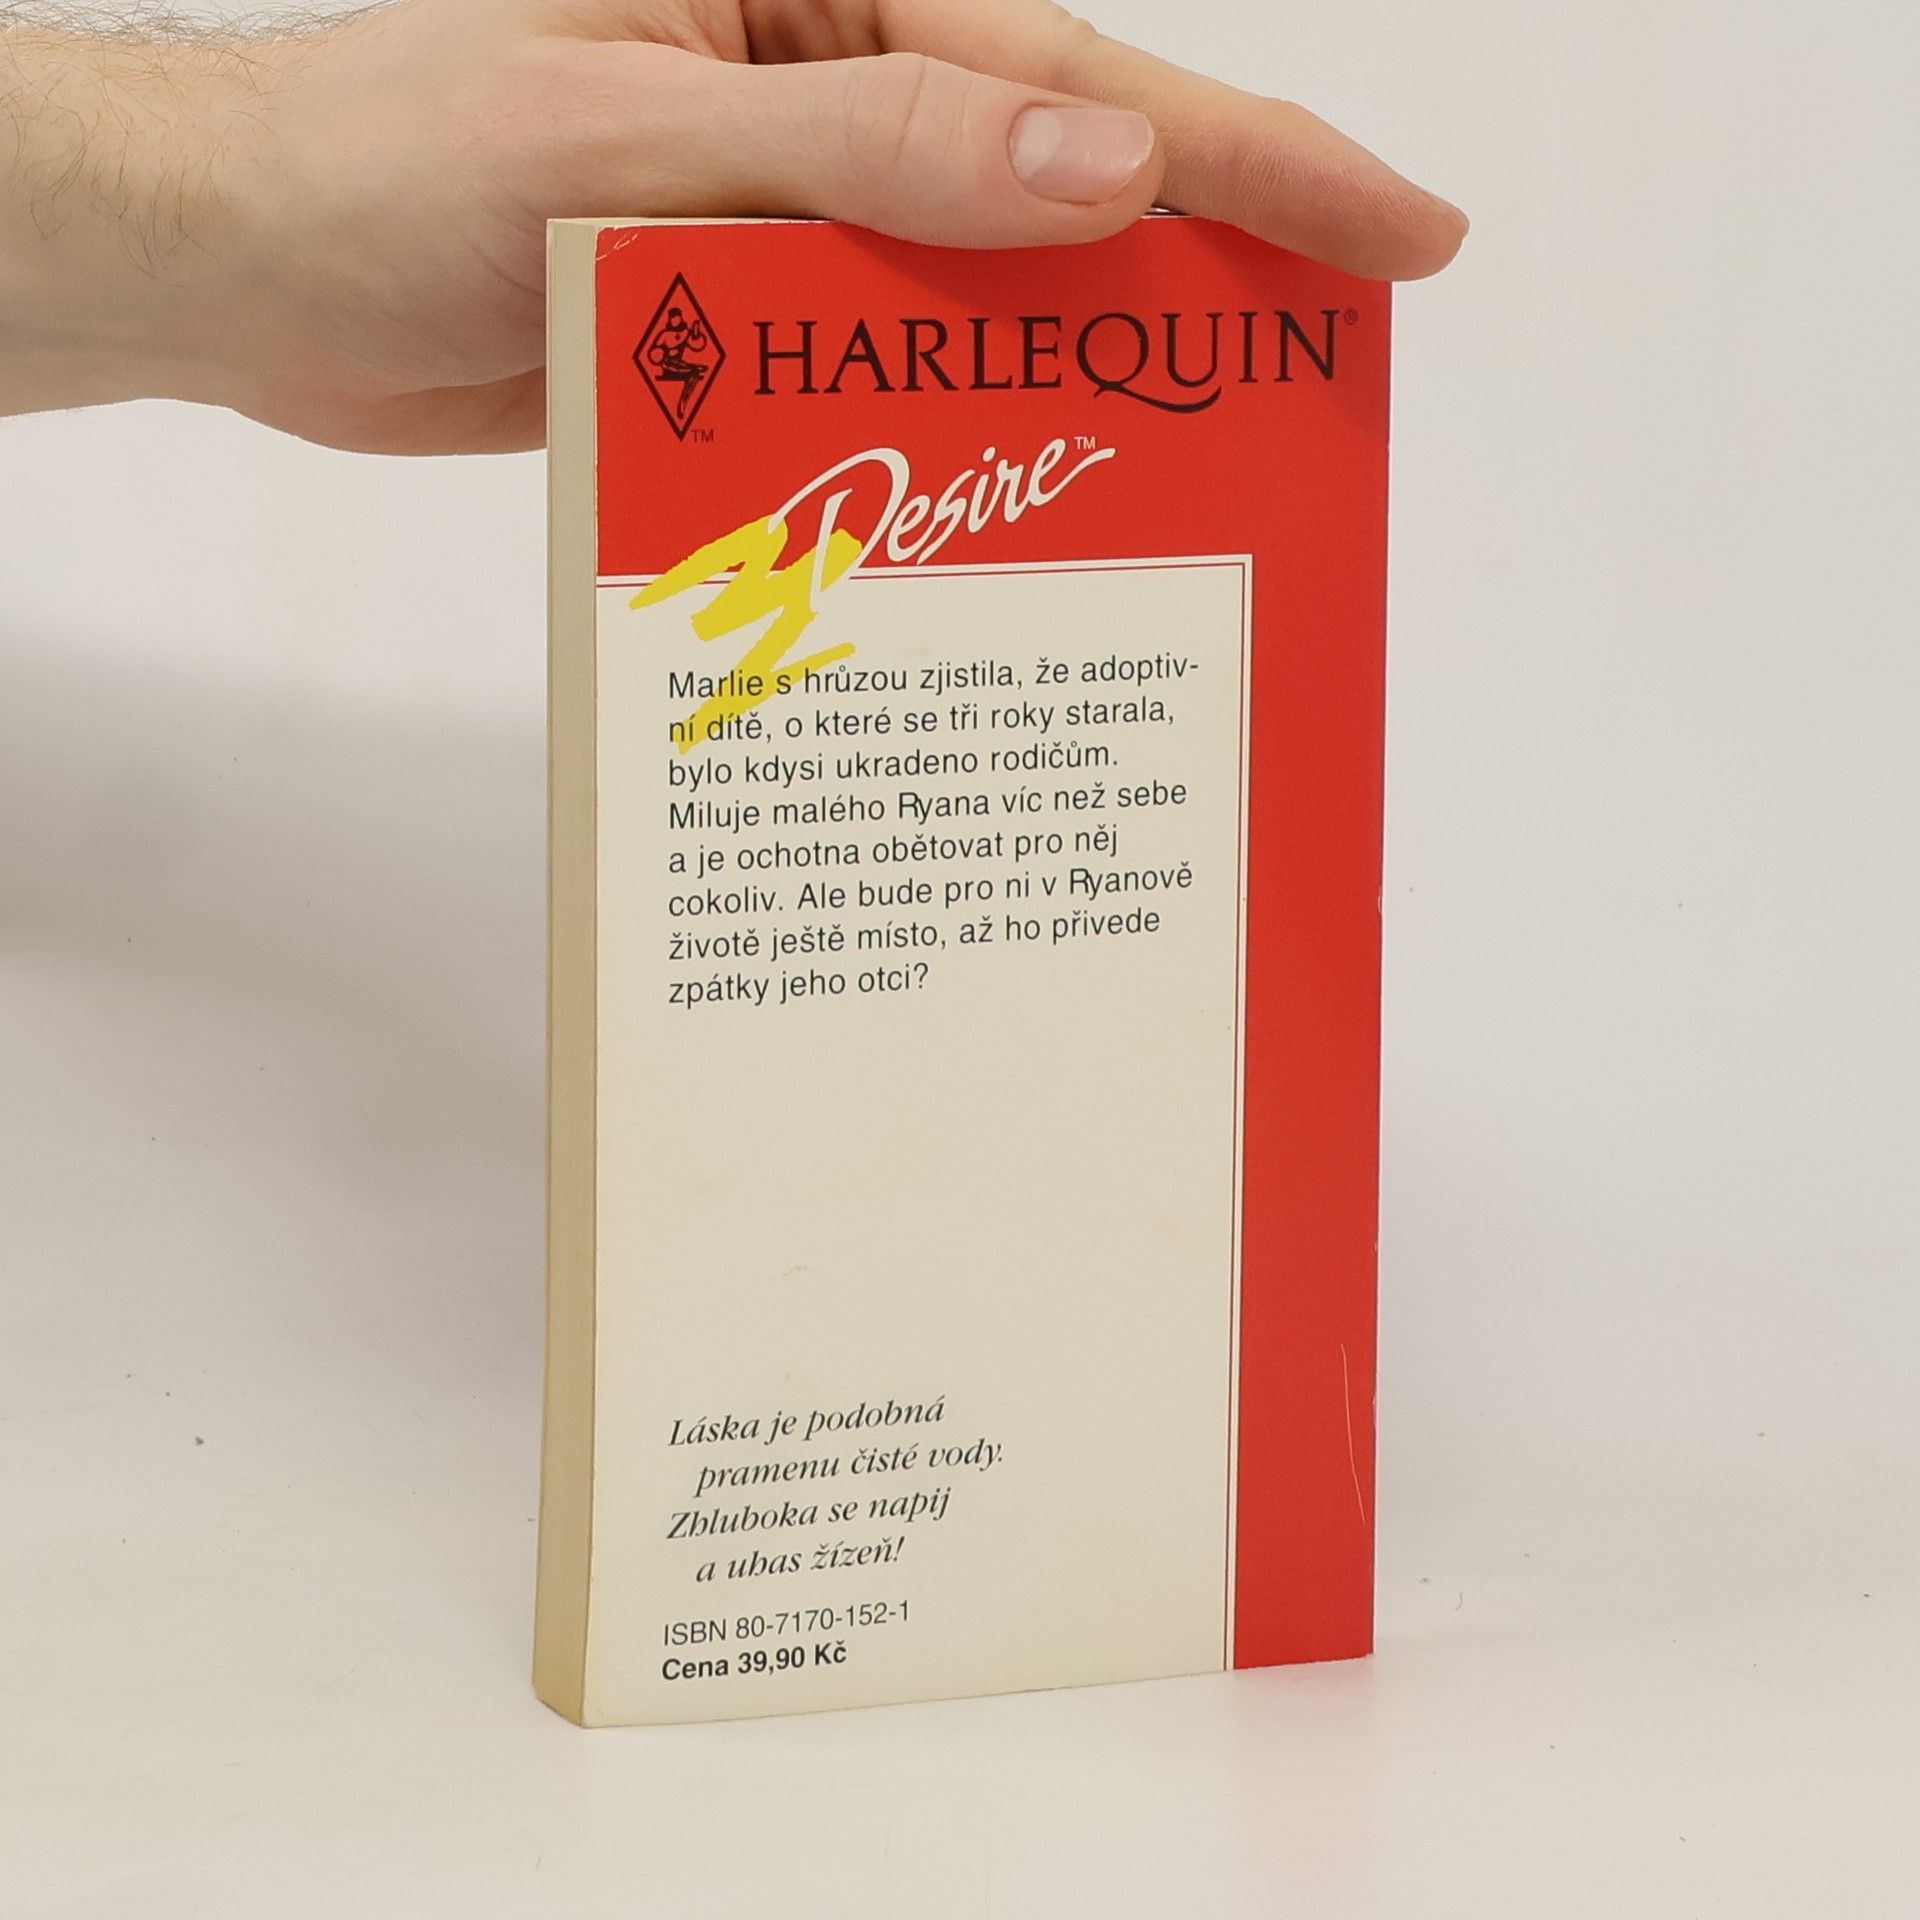 HARLEQUIN®
TM
Desire™
Marlie s hrůzou zjistila, že adoptiv-
ní dítě, o které se tři roky starala,
bylo kdysi ukradeno rodičům.
Miluje malého Ryana víc než sebe
a je ochotna obětovat pro něj
cokoliv. Ale bude pro ni v Ryanově
životě ještě místo, až ho přivede
zpátky jeho otci?
Láska je podobná
pramenu čisté vody.
Zhluboka se napij
a uhas žízeň!
ISBN 80-7170-152-1
Cena 39,90 Kč